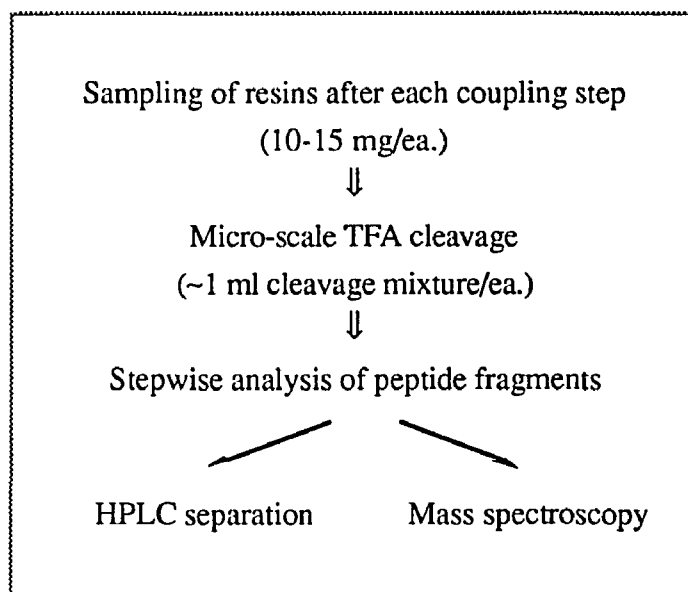 Sampling of resins after each coupling step
(10-15 mg/ea.)
⇓
Micro-scale TFA cleavage
(~1 ml cleavage mixture/ea.)
⇓
Stepwise analysis of peptide fragments
HPLC separation Mass spectroscopy